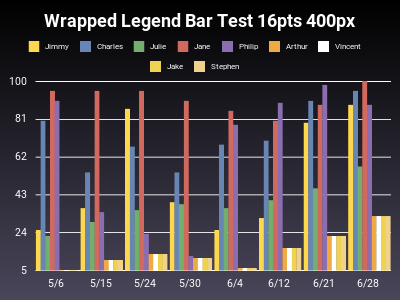 Wrapped Legend Bar Test 16pts 400px
Jimmy Charles Julie Jane Philip Arthur Vincent
Jake Stephen
100
81
62
43
24
5
5/6 5/15 5/24 5/30 6/4 6/12 6/21 6/28